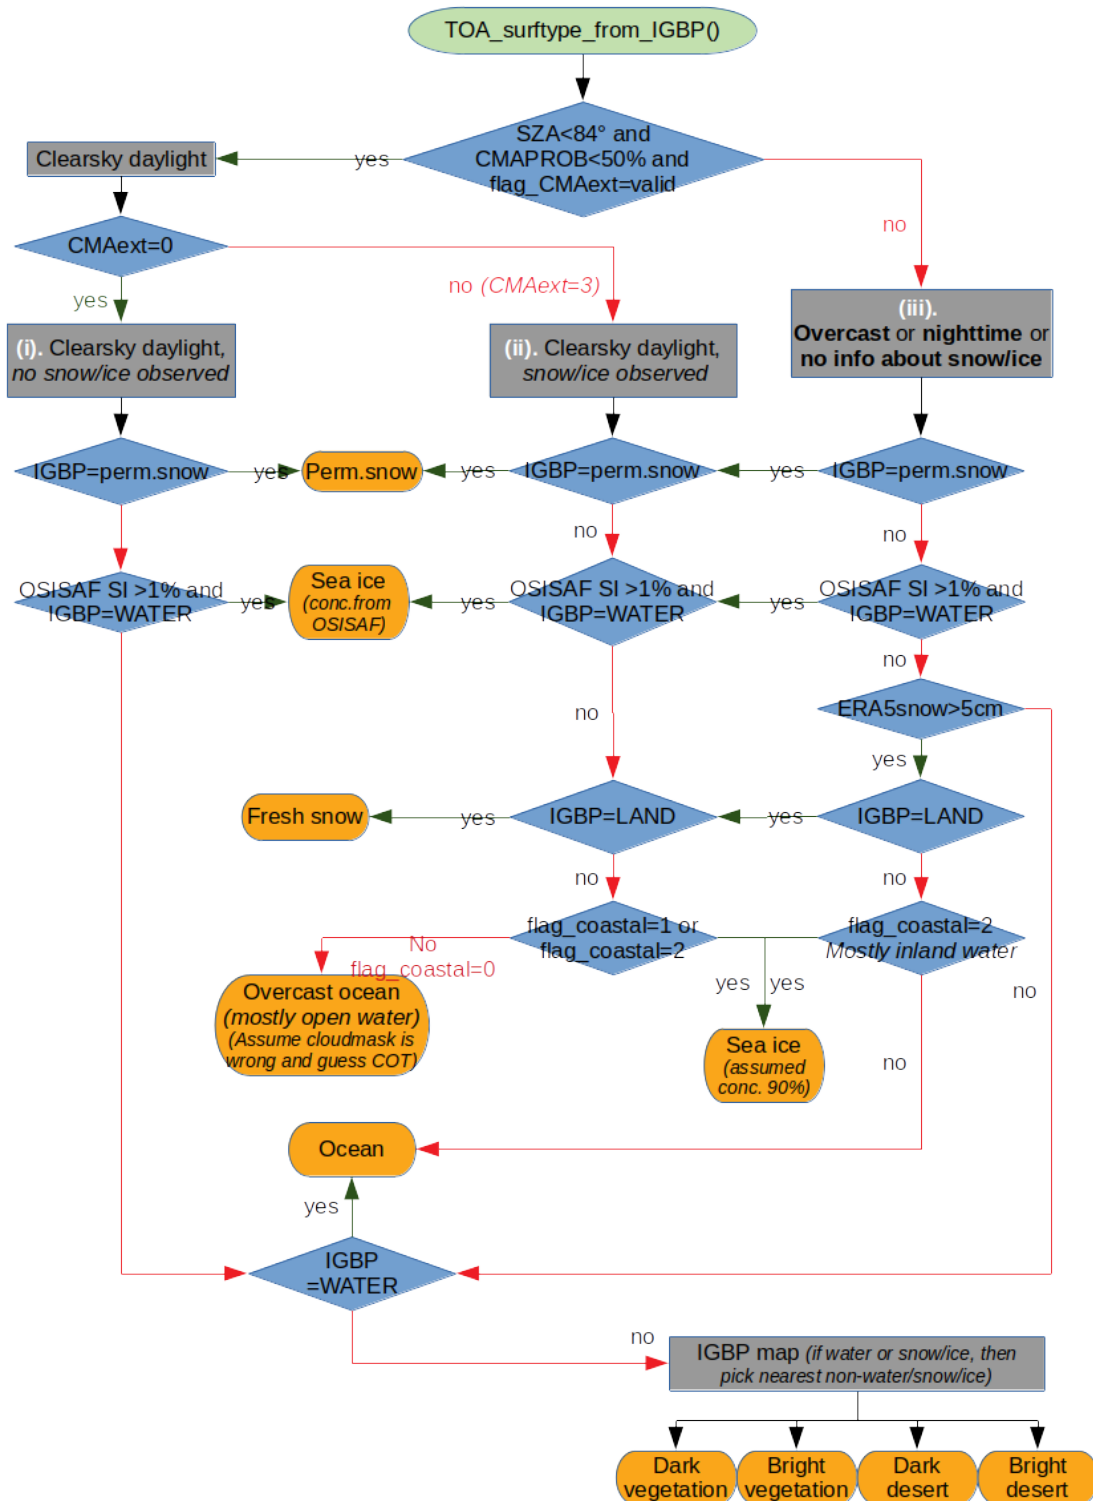 TOA_surftype_from_IGBP()
SZA<84° and
CMAPROB<50% and
flag_CMAext=valid
yes
Clearsky daylight
no
CMAext=0
yes
no (CMAext=3)
(i). Clearsky daylight,
no snow/ice observed
(ii). Clearsky daylight,
snow/ice observed
(iii).
Overcast or nighttime or
no info about snow/ice
IGBP=perm.snow
yes
Perm.snow
yes
IGBP=perm.snow
yes
IGBP=perm.snow
no
no
OSISAF SI >1% and
IGBP=WATER
yes
Sea ice
(conc.from
OSISAF)
yes
OSISAF SI >1% and
IGBP=WATER
yes
OSISAF SI >1% and
IGBP=WATER
no
no
ERA5snow>5cm
yes
Fresh snow
yes
IGBP=LAND
yes
IGBP=LAND
no
no
flag_coastal=1 or
flag_coastal=2
flag_coastal=2
Mostly inland water
No
flag_coastal=0
yes
yes
no
Overcast ocean
(mostly open water)
(Assume cloudmask is
wrong and guess COT)
Sea ice
(assumed
conc. 90%)
no
Ocean
yes
IGBP
=WATER
no
IGBP map (if water or snow/ice, then
pick nearest non-water/snow/ice)
Dark
vegetation
Bright
vegetation
Dark
desert
Bright
desert